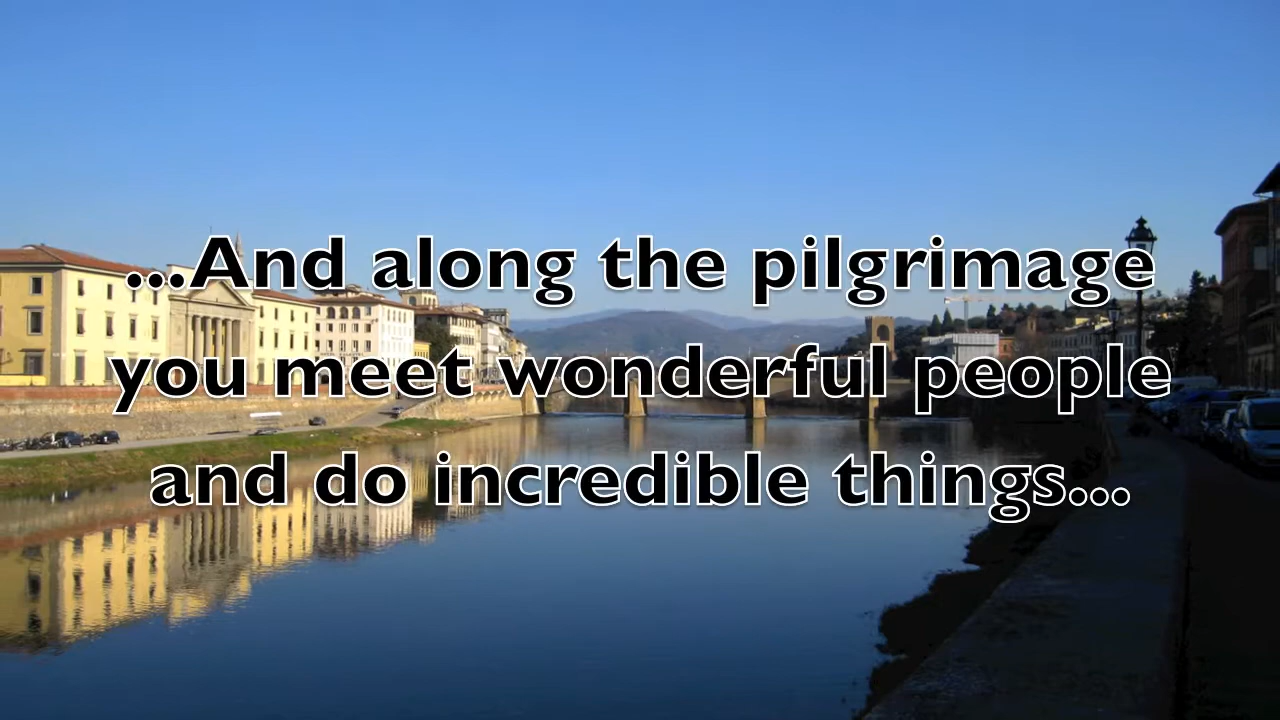 ...And along the pilgrimage
you meet wonderful people
and do incredible things...